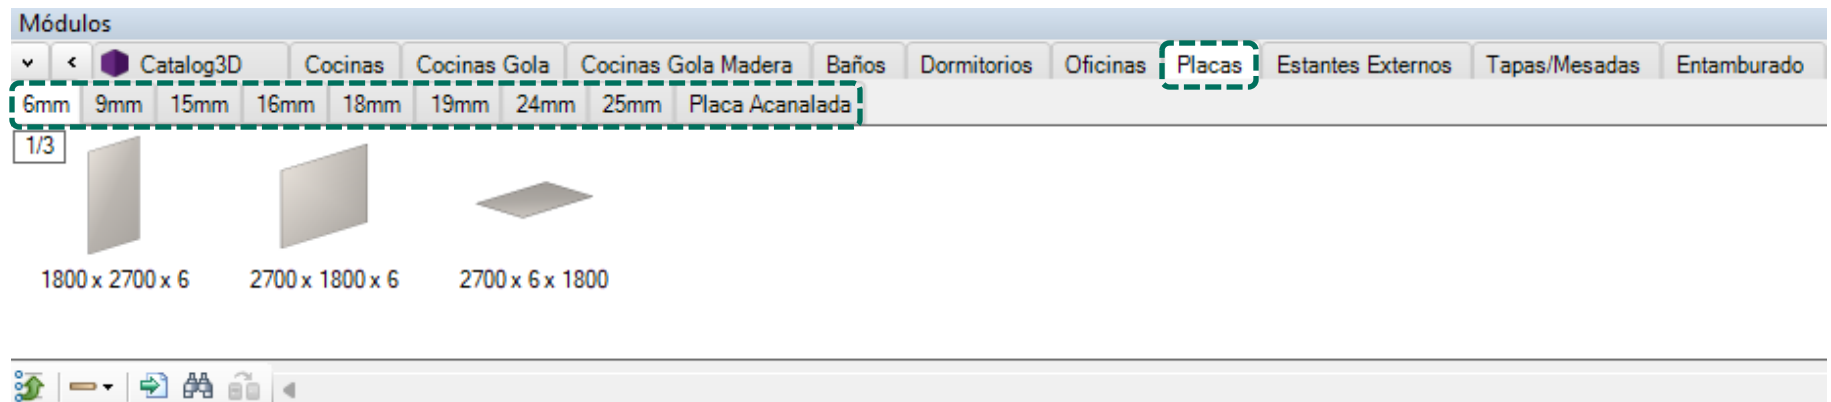 Módulos
Catalog3D Cocinas Cocinas Gola Cocinas Gola Madera Baños Dormitorios Oficinas Placas Estantes Externos Tapas/Mesadas Entamburado
6mm 9mm 15mm 16mm 18mm 19mm 24mm 25mm Placa Acanalada
1/3
1800 x 2700 x 6 2700 x 1800 x 6 2700 x 6 x 1800